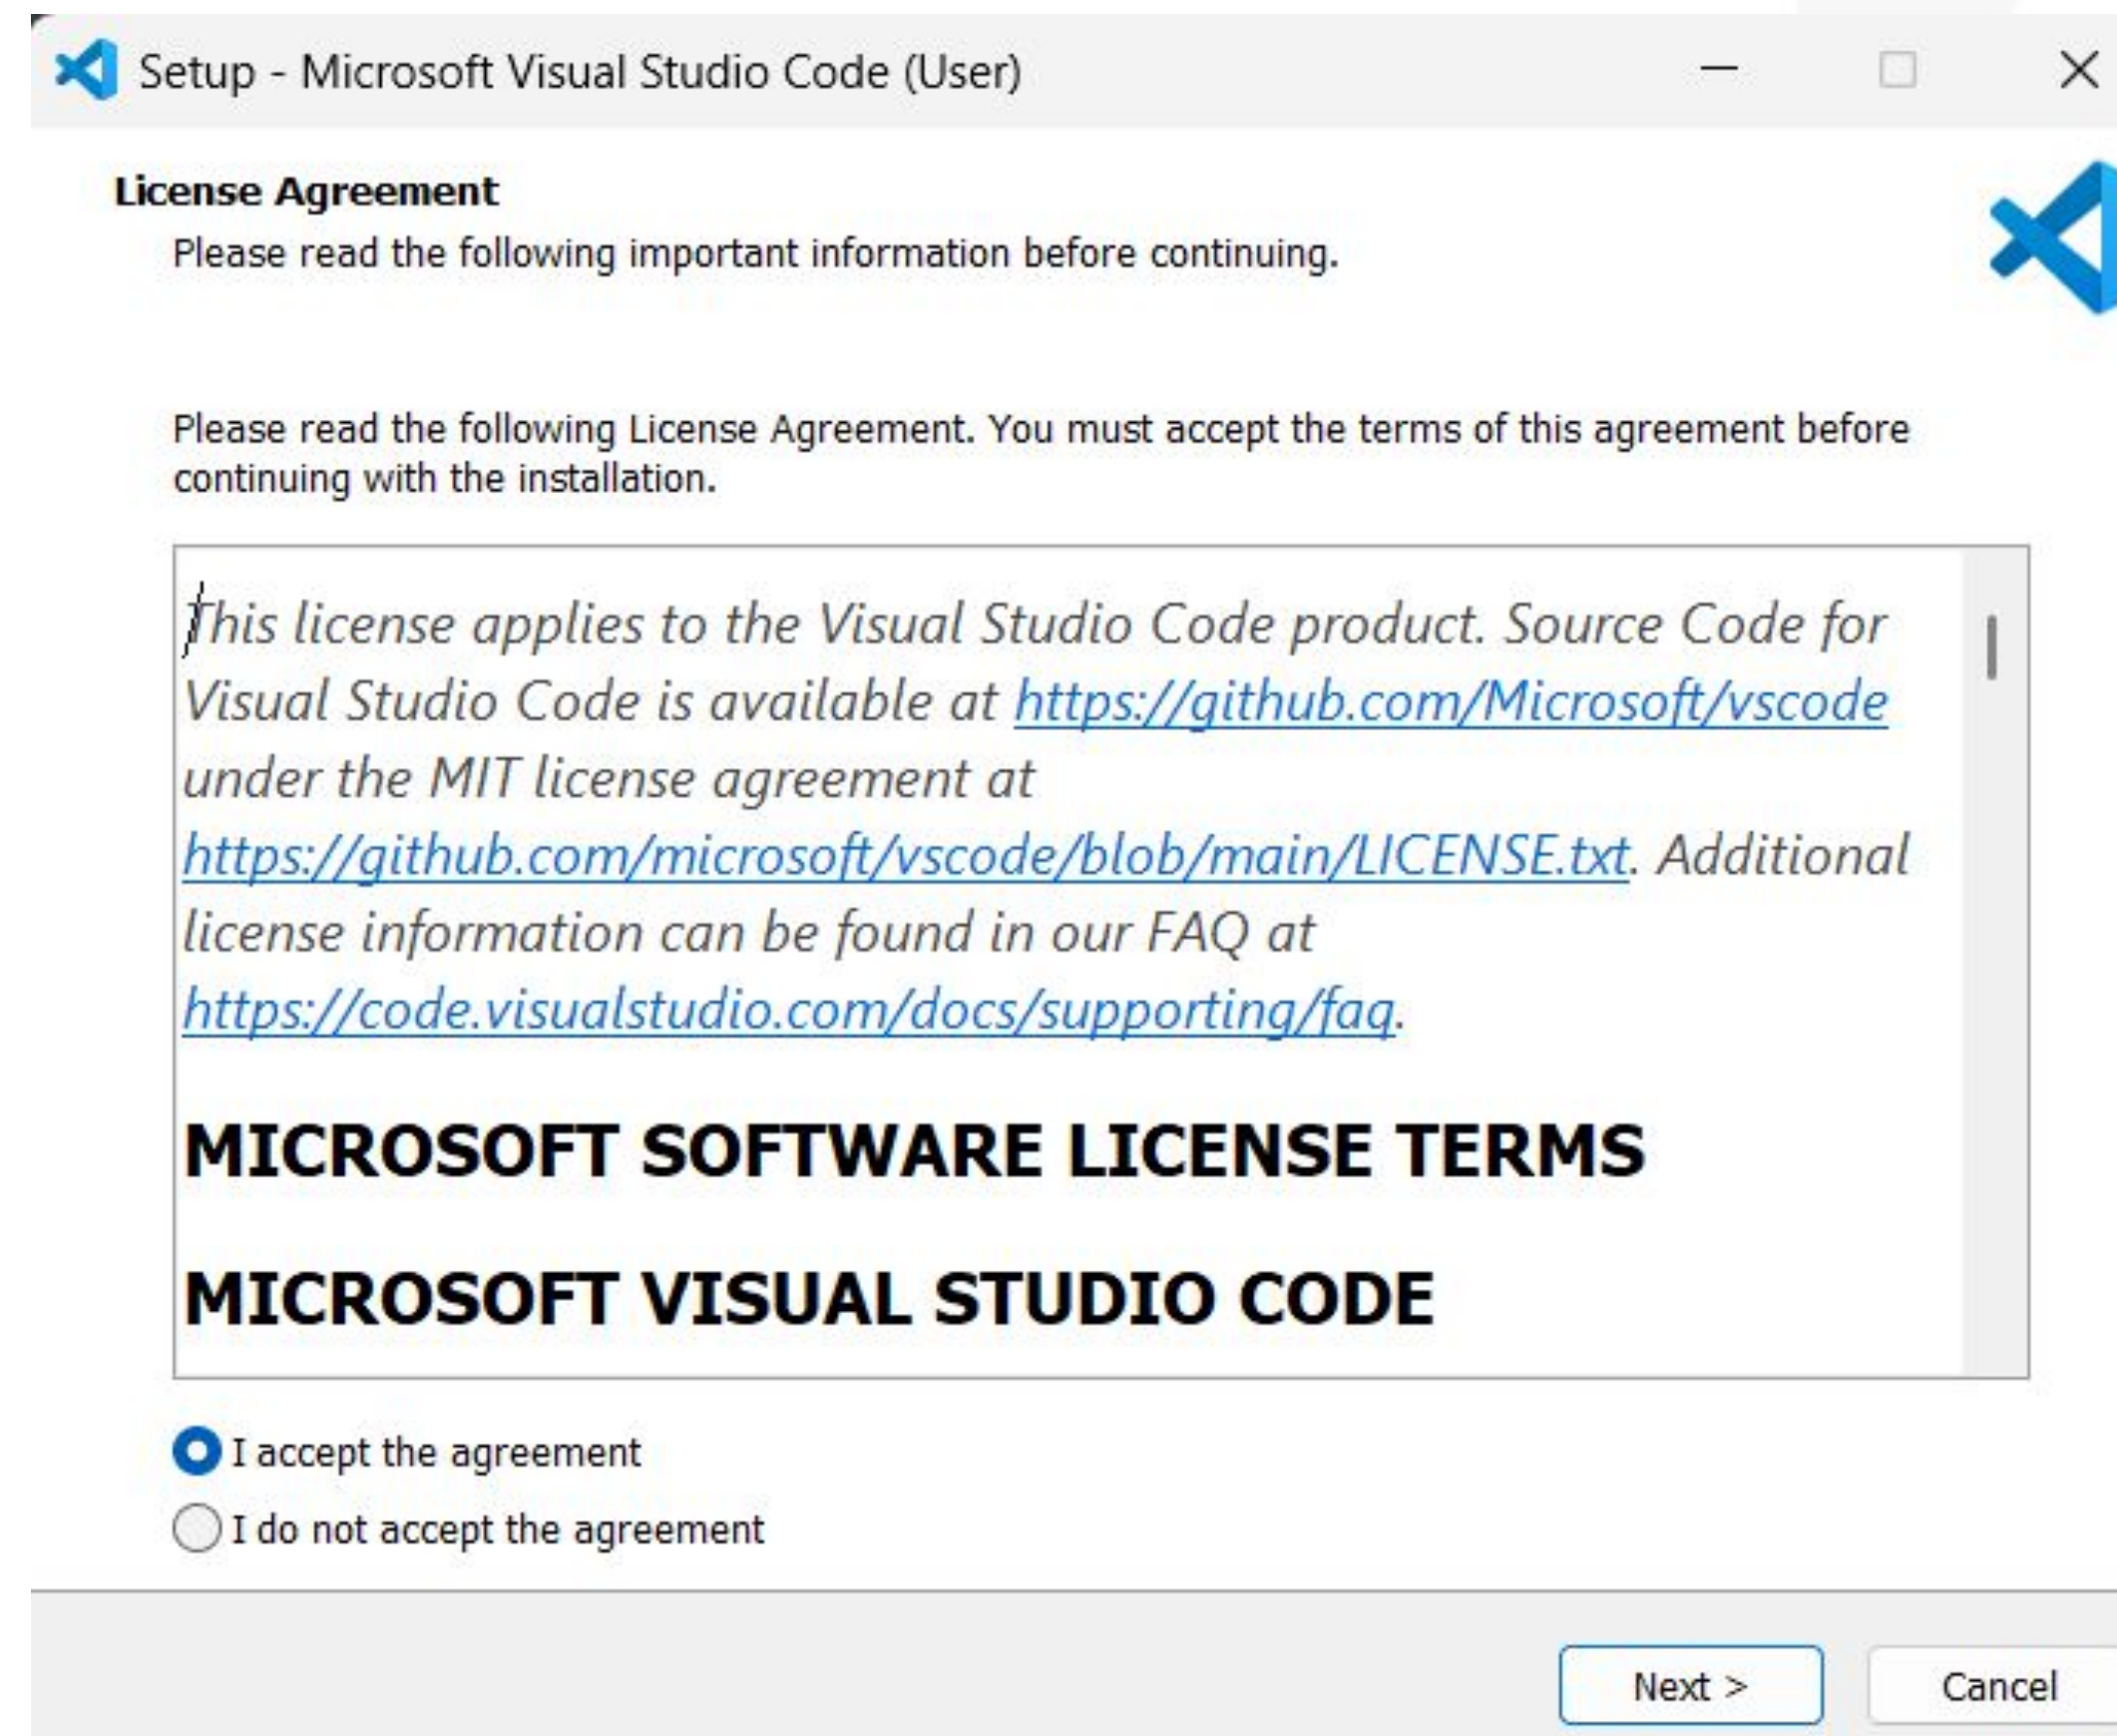 Setup - Microsoft Visual Studio Code (User)
License Agreement
Please read the following important information before continuing.
Please read the following License Agreement. You must accept the terms of this agreement before
continuing with the installation.
This license applies to the Visual Studio Code product. Source Code for
Visual Studio Code is available at https://github.com/Microsoft/vscode
under the MIT license agreement at
https://github.com/microsoft/vscode/blob/main/LICENSE.txt. Additional
license information can be found in our FAQ at
https://code.visualstudio.com/docs/supporting/faq.
MICROSOFT SOFTWARE LICENSE TERMS
MICROSOFT VISUAL STUDIO CODE
I accept the agreement
I do not accept the agreement
Next >
Cancel